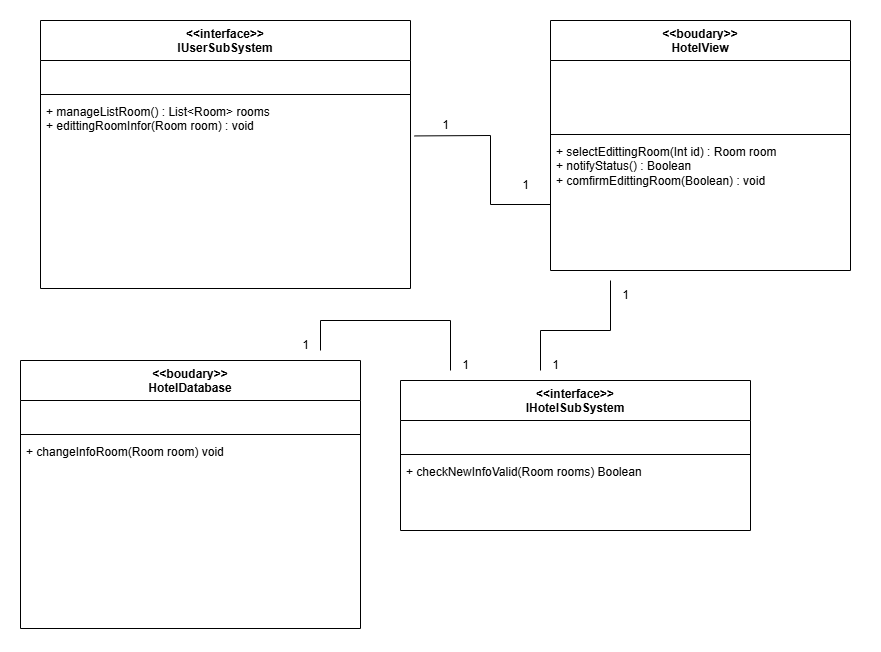 <<interface>>
IUserSubSystem
+ manageListRoom() : List<Room> rooms
+ edittingRoomInfor(Room room) : void
<<boudary>>
HotelView
+ selectEdittingRoom(Int id) : Room room
+ notifyStatus() : Boolean
+ comfirmEdittingRoom(Boolean) : void
1
1
1
1
1
1
<<boudary>>
HotelDatabase
+ changeInfoRoom(Room room) void
<<interface>>
IHotelSubSystem
+ checkNewInfoValid(Room rooms) Boolean